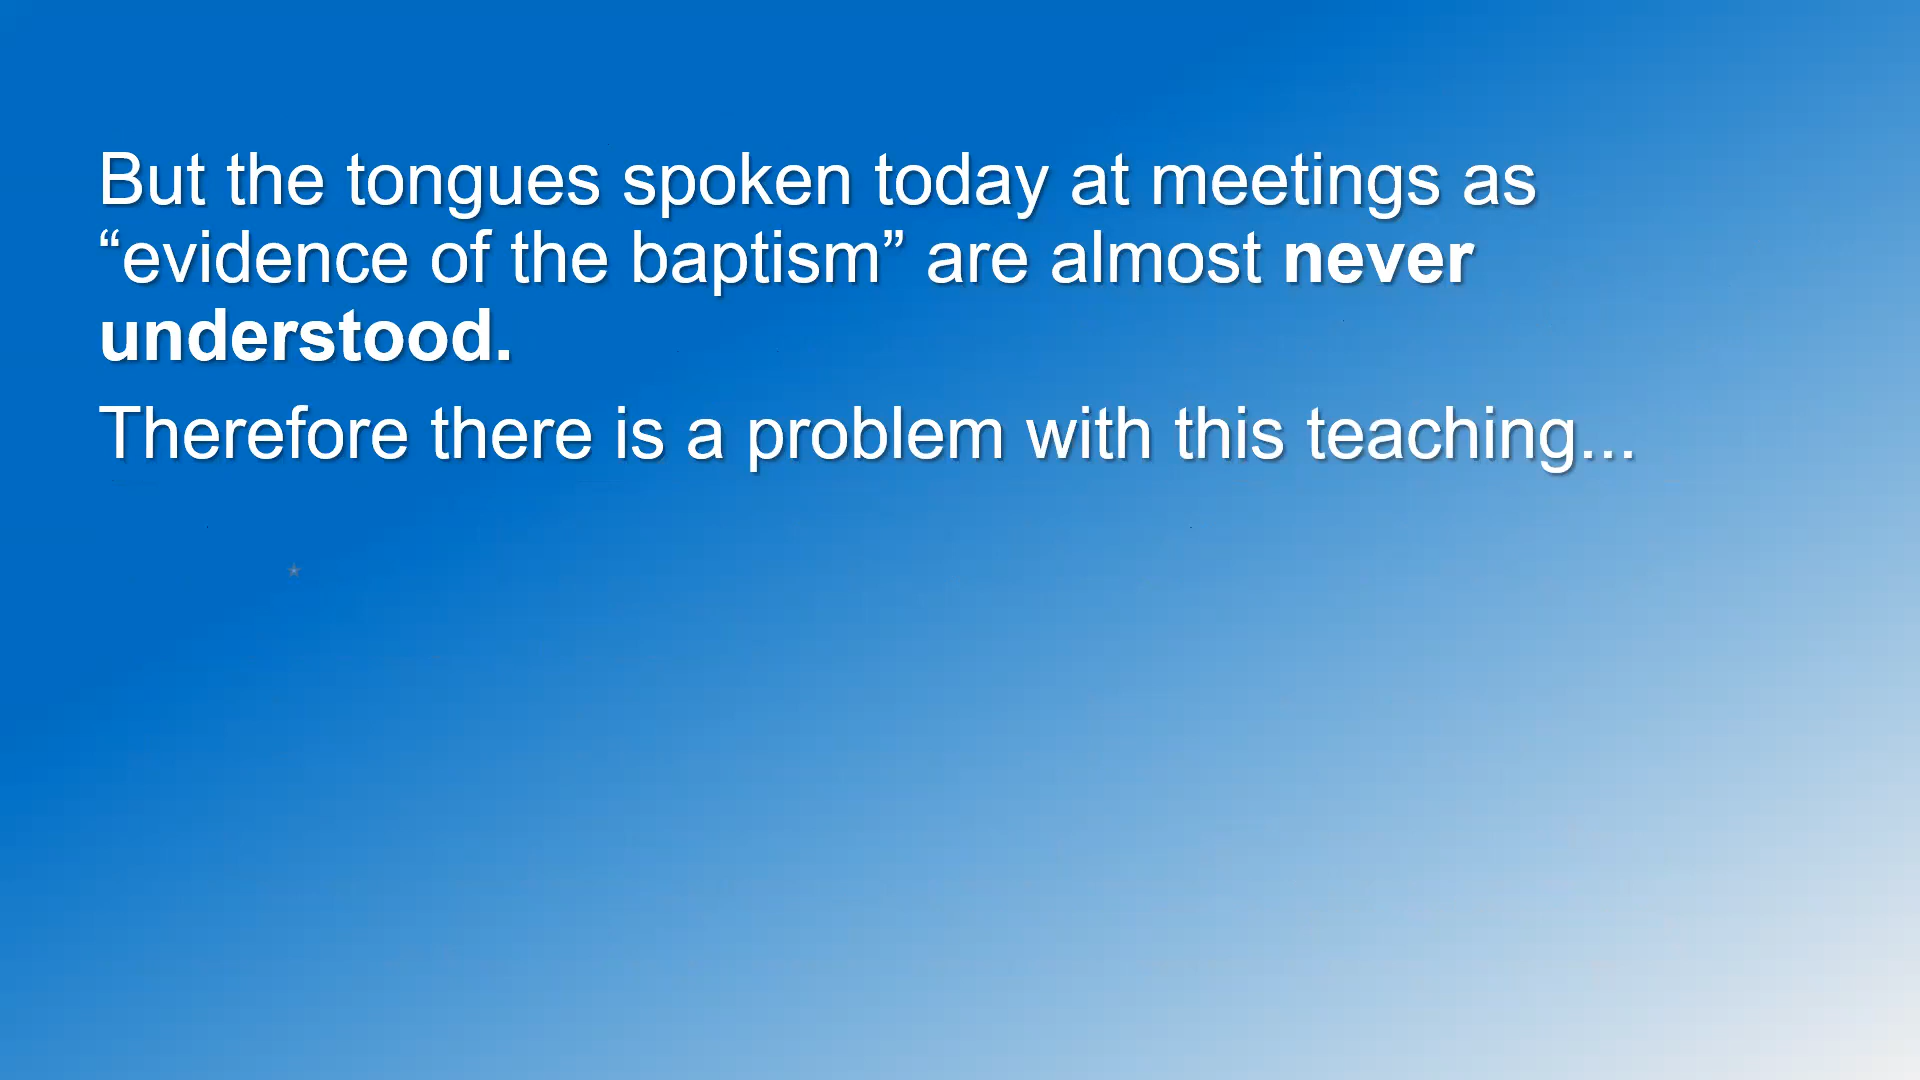 But the tongues spoken today at meetings as
“evidence of the baptism” are almost never
understood.
Therefore there is a problem with this teaching...